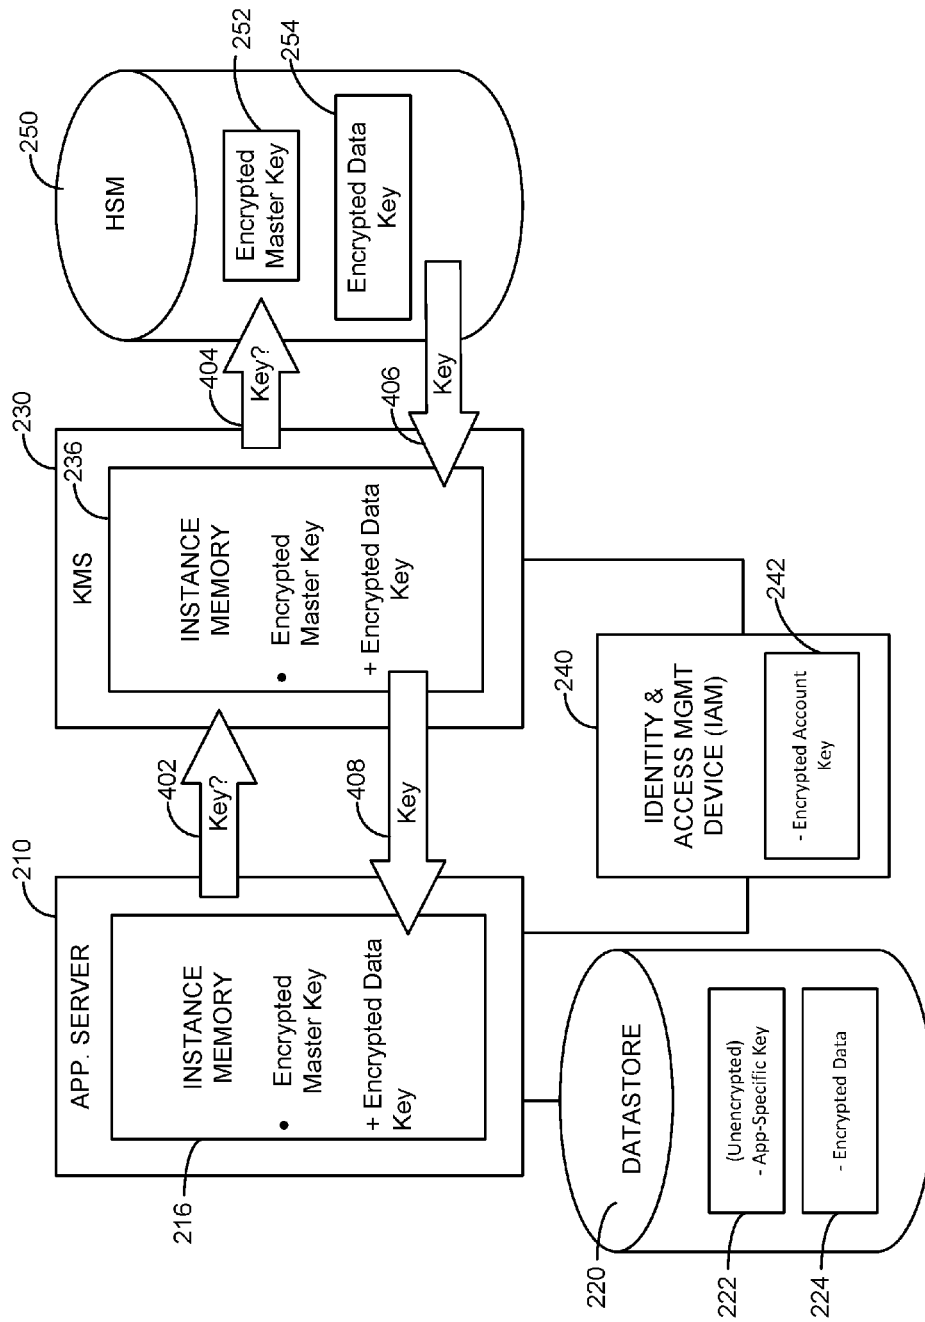 210
APP. SERVER
INSTANCE
MEMORY
• Encrypted
Master Key
+ Encrypted Data
Key
216
402
Key?
408
Key
230
236
KMS
INSTANCE
MEMORY
• Encrypted
Master Key
+ Encrypted Data
Key
404
Key?
406
Key
250
HSM
252
Encrypted
Master Key
254
Encrypted Data
Key
220
DATASTORE
222
(Unencrypted)
- App-Specific Key
224
- Encrypted Data
240
IDENTITY &
ACCESS MGMT
DEVICE (IAM)
242
- Encrypted Account
Key